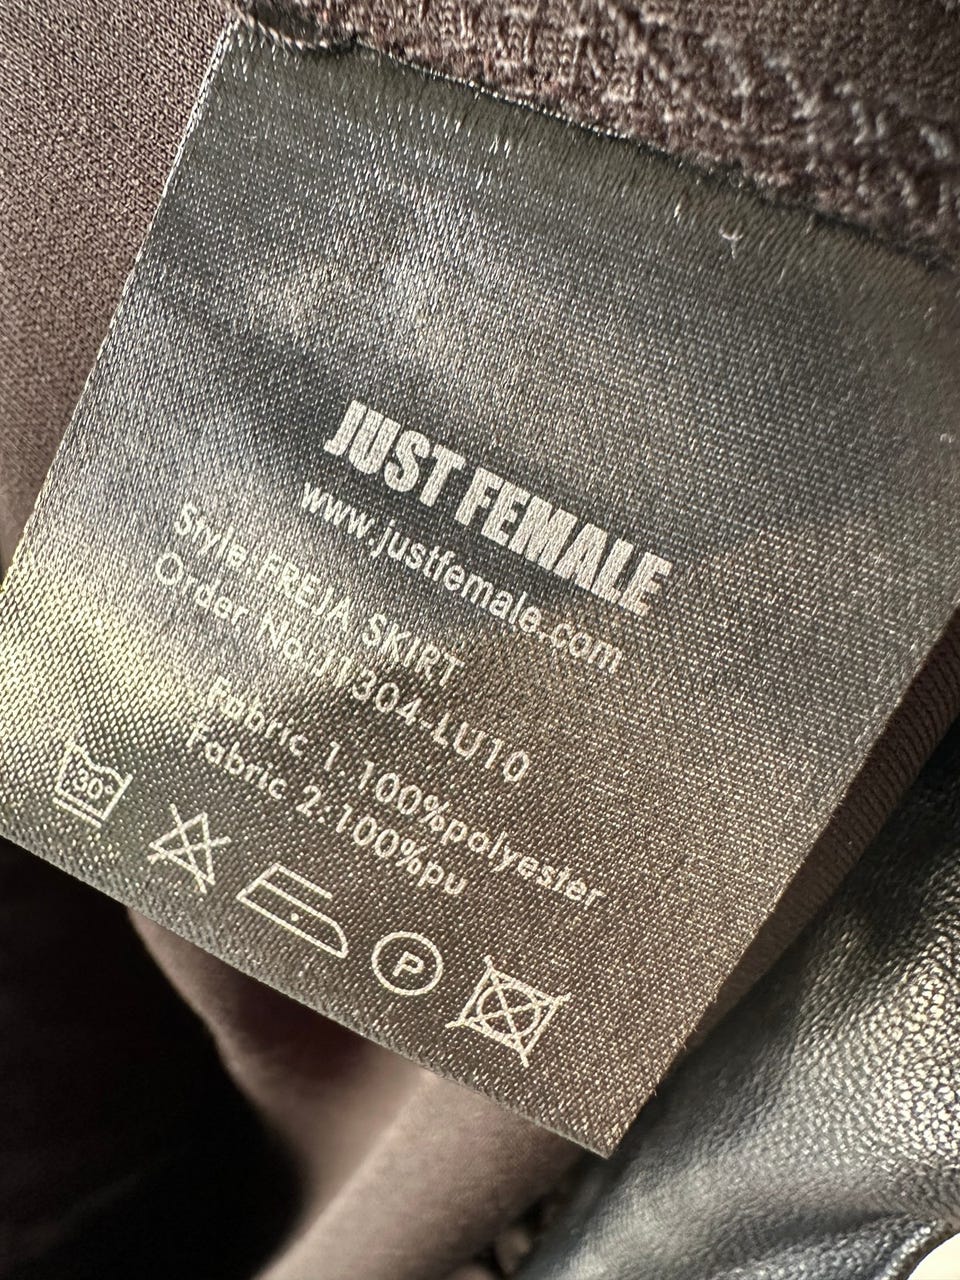 JUST FEMALE
www.justfemale.com
Style:FREJA SKIRT
Order No.:J1304-LU10
Fabric 1:100%polyester
Fabric 2:100%pu
30°
P